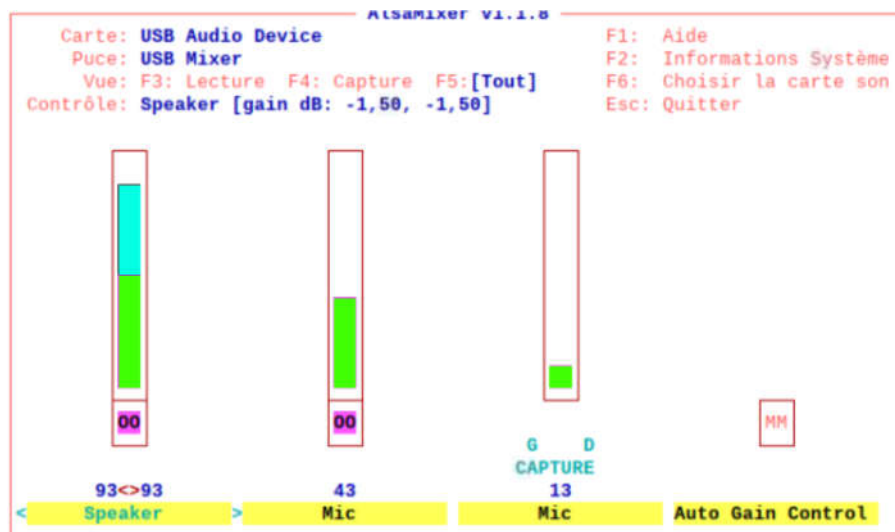 AlsaMixer v1.1.8
Carte: USB Audio Device F1: Aide
Puce: USB Mixer F2: Informations Système
Vue: F3: Lecture F4: Capture F5:[Tout] F6: Choisir la carte son
Contrôle: Speaker [gain dB: -1,50, -1,50] Esc: Quitter
OO OO MM
G D
CAPTURE
93<>93 43 13
< Speaker > Mic Mic Auto Gain Control